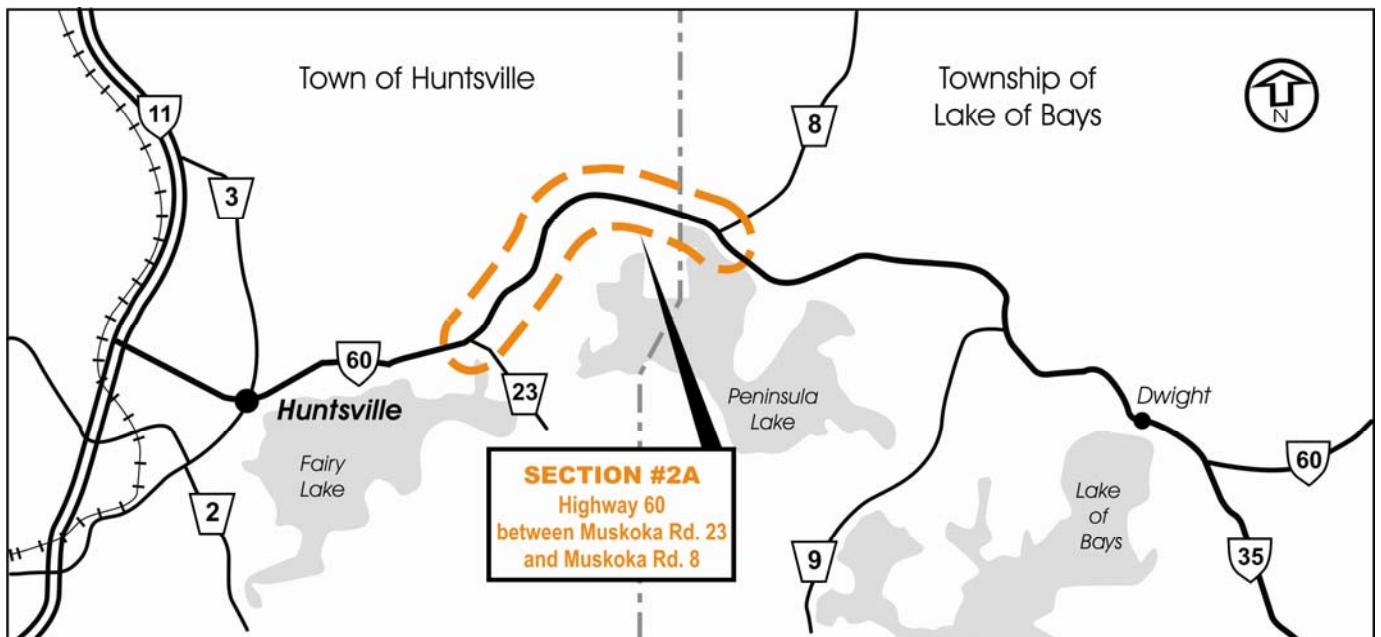 Town of Huntsville
Township of
Lake of Bays
N
11
8
3
60
23
Huntsville
Fairy
Lake
2
Peninsula
Lake
Dwight
60
Lake
of
Bays
9
35
SECTION #2A
Highway 60
between Muskoka Rd. 23
and Muskoka Rd. 8